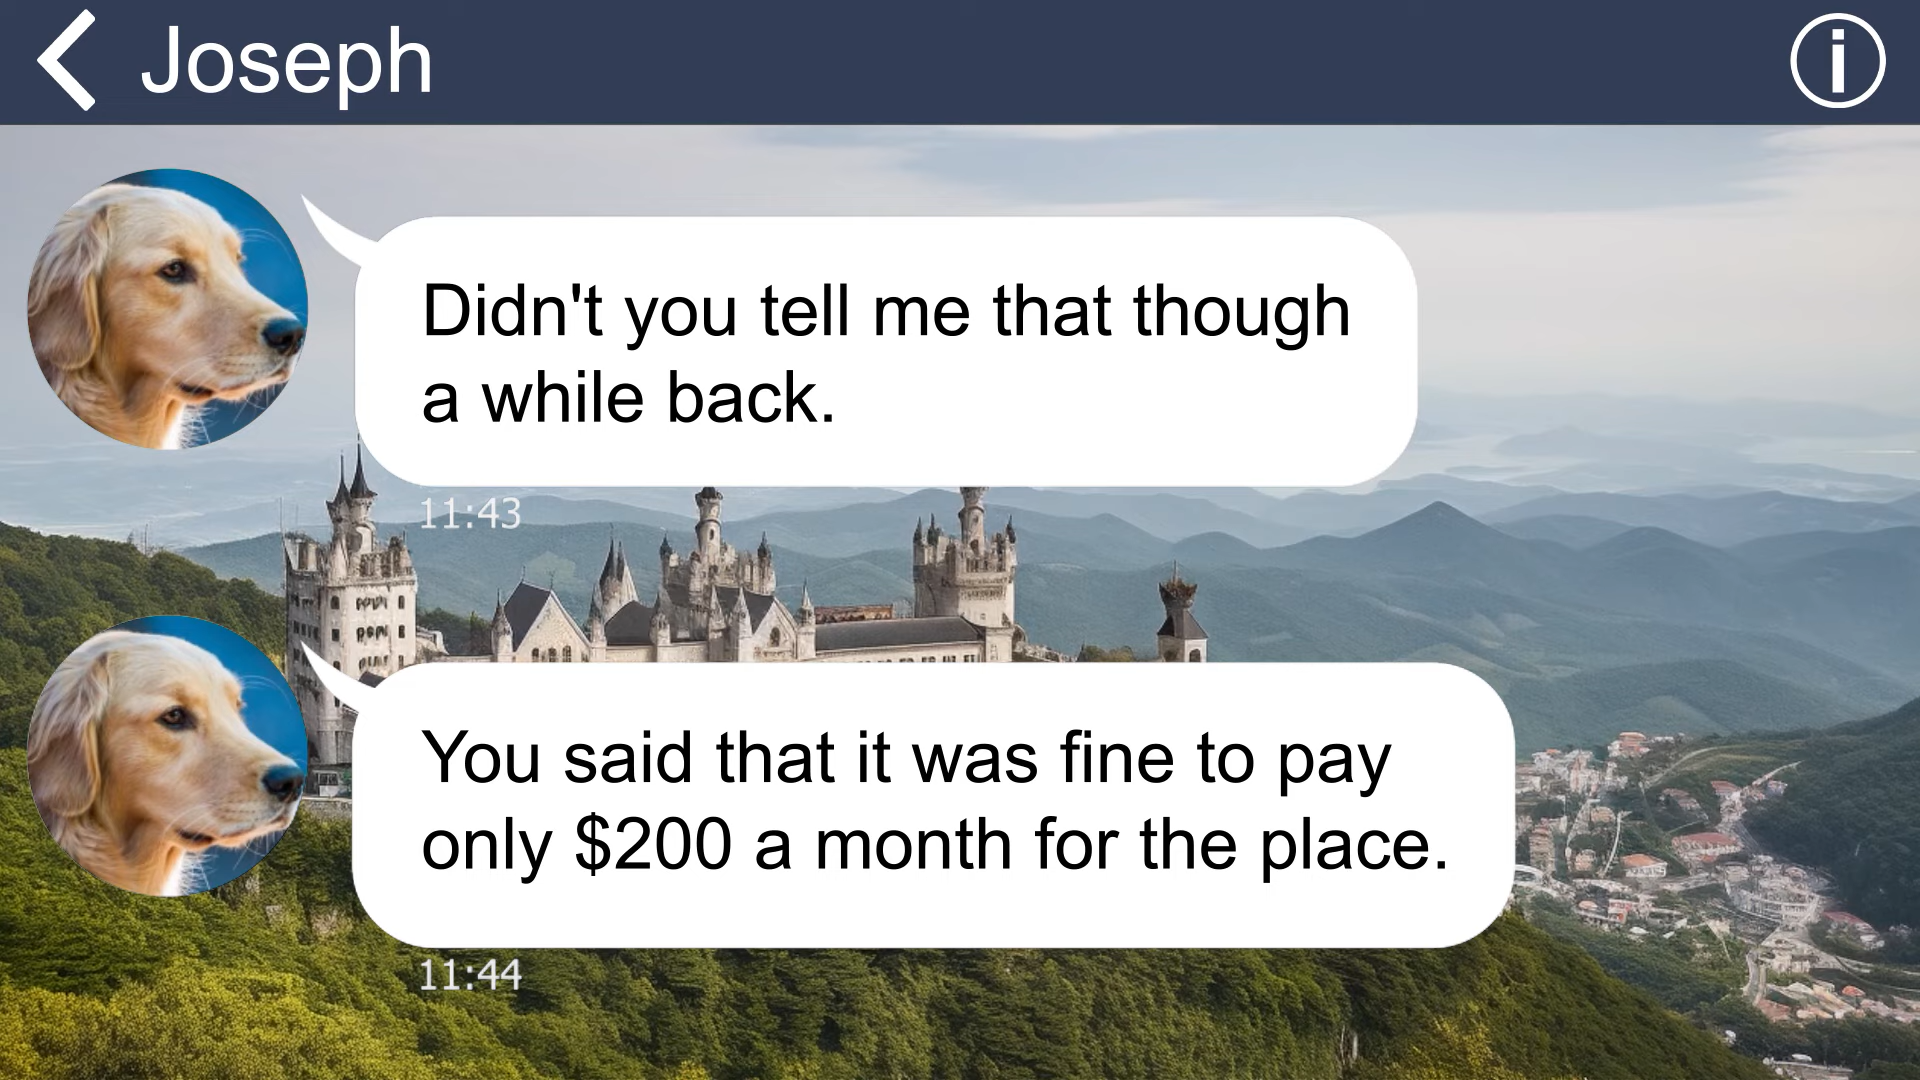 Joseph
Didn't you tell me that though
a while back.
11:43
You said that it was fine to pay
only $200 a month for the place.
11:44